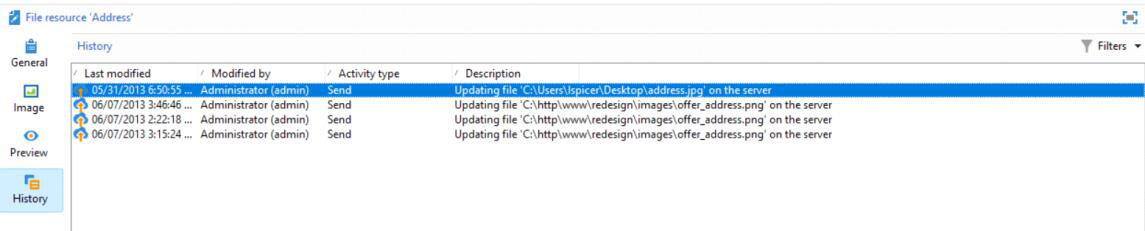 File resource 'Address'
General
Image
Preview
History
History
Filters
Last modified Modified by Activity type Description
05/31/2013 6:50:55 ... Administrator (admin) Send Updating file 'C:\Users\lspicer\Desktop\address.jpg' on the server
06/07/2013 3:46:46 ... Administrator (admin) Send Updating file 'C:\http\www\redesign\images\offer_address.png' on the server
06/07/2013 2:22:18 ... Administrator (admin) Send Updating file 'C:\http\www\redesign\images\offer_address.png' on the server
06/07/2013 3:15:24 ... Administrator (admin) Send Updating file 'C:\http\www\redesign\images\offer_address.png' on the server